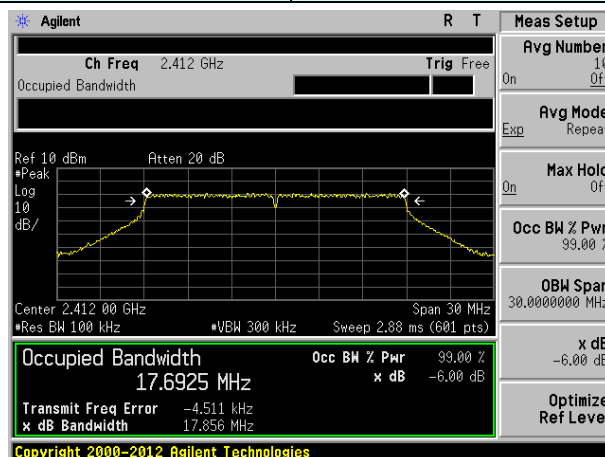 Agilent R T
Ch Freq 2.412 GHz Trig Free
Occupied Bandwidth
Ref 10 dBm Atten 20 dB
#Peak
Log
10
dB/
Center 2.412 00 GHz Span 30 MHz
#Res BW 100 kHz #VBW 300 kHz Sweep 2.88 ms (601 pts)
Occupied Bandwidth Occ BW % Pwr 99.00 %
17.6925 MHz x dB -6.00 dB
Transmit Freq Error -4.511 kHz
x dB Bandwidth 17.856 MHz
Copyright 2000-2012 Agilent Technologies
Meas Setup
Avg Number
10
On Of
Avg Mode
Exp Repeat
Max Hold
On Of
Occ BW % Pwr
99.00 %
OBW Span
30.0000000 MHz
x dB
-6.00 dB
Optimize
Ref Leve